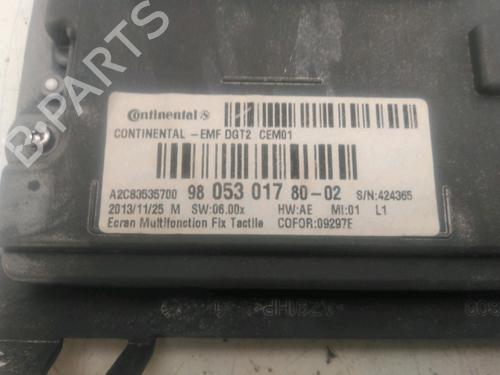 Continental
CONTINENTAL -EMF DGT2 CEM01
A2C83535700 98 053 017 80-02 S/N:424365
2013/11/25 M SW:06.00x HW:AE MI:01 L1
Ecran Multifonction Fix Tactile COFOR:09297E
B-PARTS